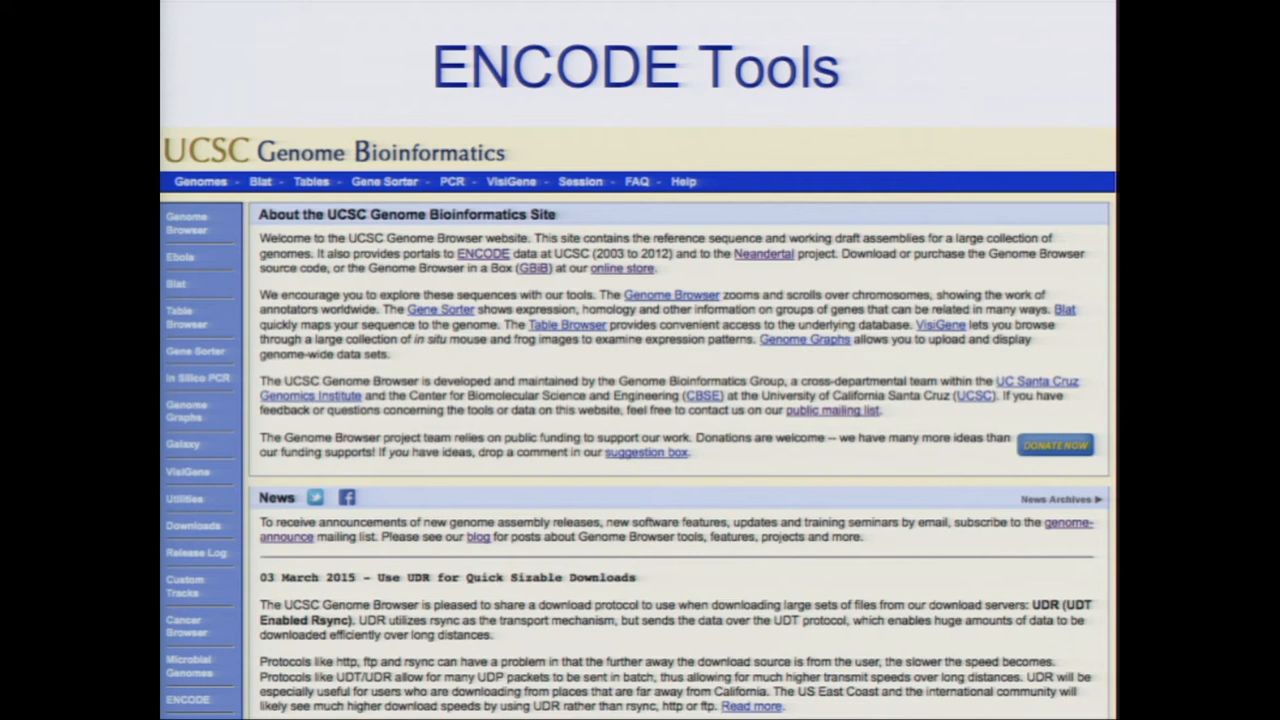 ENCODE Tools
UCSC Genome Bioinformatics
Genomes - Blat - Tables - Gene Sorter - PCR - VisiGene - Session - FAQ - Help
Genome
Browser
Ebola
Blat
Table
Browser
Gene Sorter
In Silico PCR
Genome
Graphs
Galaxy
VisiGene
Utilities
Downloads
Release Log
Custom
Tracks
Cancer
Browser
Microbial
Genomes
ENCODE
About the UCSC Genome Bioinformatics Site
Welcome to the UCSC Genome Browser website. This site contains the reference sequence and working draft assemblies for a large collection of
genomes. It also provides portals to ENCODE data at UCSC (2003 to 2012) and to the Neandertal project. Download or purchase the Genome Browser
source code, or the Genome Browser in a Box (GBiB) at our online store.
We encourage you to explore these sequences with our tools. The Genome Browser zooms and scrolls over chromosomes, showing the work of
annotators worldwide. The Gene Sorter shows expression, homology and other information on groups of genes that can be related in many ways. Blat
quickly maps your sequence to the genome. The Table Browser provides convenient access to the underlying database. VisiGene lets you browse
through a large collection of in situ mouse and frog images to examine expression patterns. Genome Graphs allows you to upload and display
genome-wide data sets.
The UCSC Genome Browser is developed and maintained by the Genome Bioinformatics Group, a cross-departmental team within the UC Santa Cruz
Genomics Institute and the Center for Biomolecular Science and Engineering (CBSE) at the University of California Santa Cruz (UCSC). If you have
feedback or questions concerning the tools or data on this website, feel free to contact us on our public mailing list.
The Genome Browser project team relies on public funding to support our work. Donations are welcome -- we have many more ideas than
our funding supports! If you have ideas, drop a comment in our suggestion box.
DONATE NOW
News
News Archives ►
To receive announcements of new genome assembly releases, new software features, updates and training seminars by email, subscribe to the genome-
announce mailing list. Please see our blog for posts about Genome Browser tools, features, projects and more.
03 March 2015 - Use UDR for Quick Sizable Downloads
The UCSC Genome Browser is pleased to share a download protocol to use when downloading large sets of files from our download servers: UDR (UDT
Enabled Rsync). UDR utilizes rsync as the transport mechanism, but sends the data over the UDT protocol, which enables huge amounts of data to be
downloaded efficiently over long distances.
Protocols like http, ftp and rsync can have a problem in that the further away the download source is from the user, the slower the speed becomes.
Protocols like UDT/UDR allow for many UDP packets to be sent in batch, thus allowing for much higher transmit speeds over long distances. UDR will be
especially useful for users who are downloading from places that are far away from California. The US East Coast and the international community will
likely see much higher download speeds by using UDR rather than rsync, http or ftp. Read more.